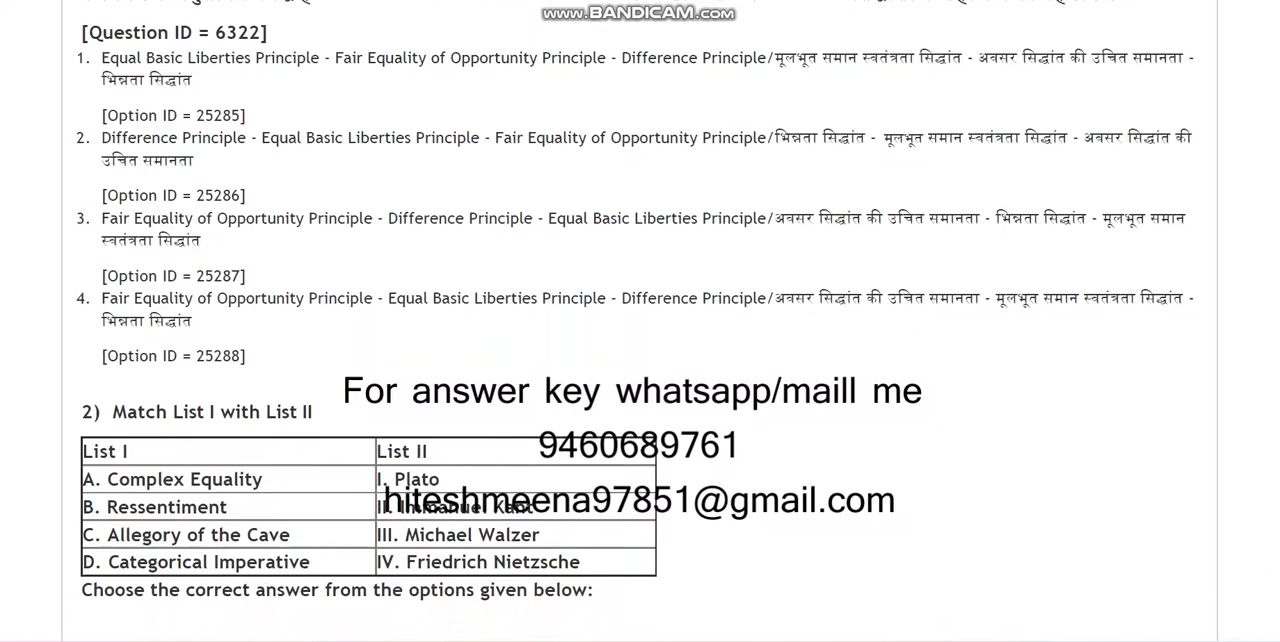 www.BANDICAM.com
[Question ID = 6322]
1. Equal Basic Liberties Principle - Fair Equality of Opportunity Principle - Difference Principle/मूलभूत समान स्वतंत्रता सिद्धांत - अवसर सिद्धांत की उचित समानता -
भिन्नता सिद्धांत
[Option ID = 25285]
2. Difference Principle - Equal Basic Liberties Principle - Fair Equality of Opportunity Principle/भिन्नता सिद्धांत - मूलभूत समान स्वतंत्रता सिद्धांत - अवसर सिद्धांत की
उचित समानता
[Option ID = 25286]
3. Fair Equality of Opportunity Principle - Difference Principle - Equal Basic Liberties Principle/अवसर सिद्धांत की उचित समानता - भिन्नता सिद्धांत - मूलभूत समान
स्वतंत्रता सिद्धांत
[Option ID = 25287]
4. Fair Equality of Opportunity Principle - Equal Basic Liberties Principle - Difference Principle/अवसर सिद्धांत की उचित समानता - मूलभूत समान स्वतंत्रता सिद्धांत -
भिन्नता सिद्धांत
[Option ID = 25288]
For answer key whatsapp/maill me
2) Match List I with List II
9460689761
List I List II
A. Complex Equality I. Plato
hiteshmeena97851@gmail.com
B. Ressentiment II. Immanuel Kant
C. Allegory of the Cave III. Michael Walzer
D. Categorical Imperative IV. Friedrich Nietzsche
Choose the correct answer from the options given below: